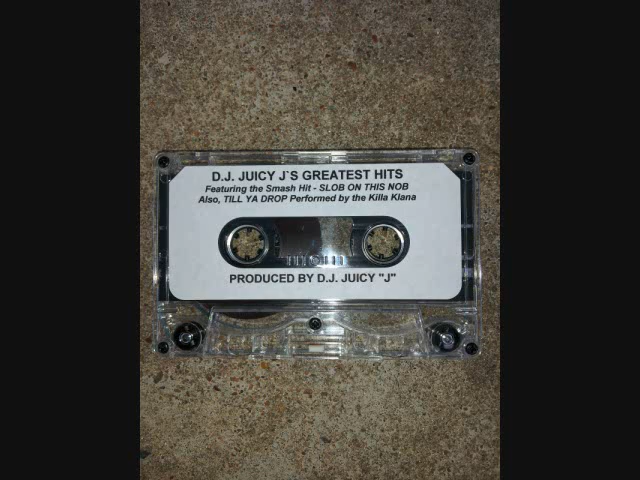 D.J. JUICY J`S GREATEST HITS
Featuring the Smash Hit - SLOB ON THIS NOB
Also, TILL YA DROP Performed by the Killa Klana
PRODUCED BY D.J. JUICY "J"